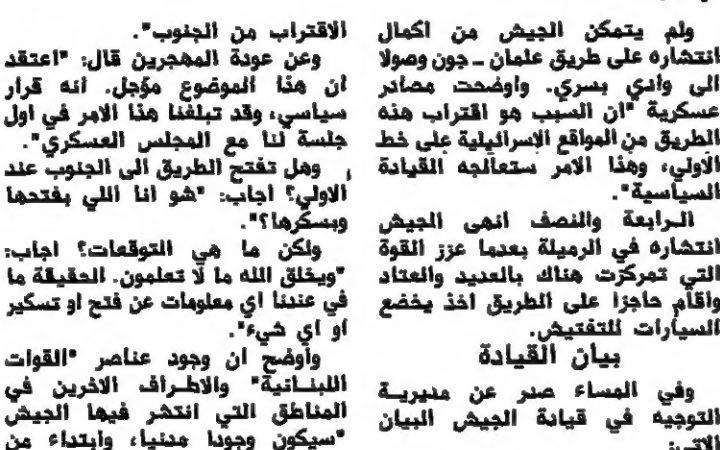 ولم يتمكن الجيش من اكمال
انتشاره على طريق علمان ـ جون وصولا
الى وادي بسري. واوضحت مصادر
عسكرية "ان السبب هو اقتراب هذه
الطريق من المواقع الاسرائيلية على خط
الاولي، وهذا الامر ستعالجه القيادة
السياسية".
الرابعة والنصف انهى الجيش
انتشاره في الرميلة بعدما عزز القوة
التي تمركزت هناك بالعديد والعتاد
واقام حاجزا على الطريق اخذ يخضع
السيارات للتفتيش.
بيان القيادة
وفي المساء صدر عن مديرية
التوجيه في قيادة الجيش البيان
الاتي:
الاقتراب من الجنوب".
وعن عودة المهجرين قال: "اعتقد
ان هذا الموضوع مؤجل. انه قرار
سياسي، وقد تبلغنا هذا الامر في اول
جلسة لنا مع المجلس العسكري".
وهل تفتح الطريق الى الجنوب عند
الاولي؟ اجاب: "شو انا اللي بفتحها
وبسكرها؟".
ولكن ما هي التوقعات؟ اجاب:
"ويخلق الله ما لا تعلمون. الحقيقة ما
في عندنا اي معلومات عن فتح او تسكير
او اي شيء".
واوضح ان وجود عناصر "القوات
اللبنانية" والاطراف الاخرين في
المناطق التي انتشر فيها الجيش
"سيكون وجودا مدنيا، وابتداء من